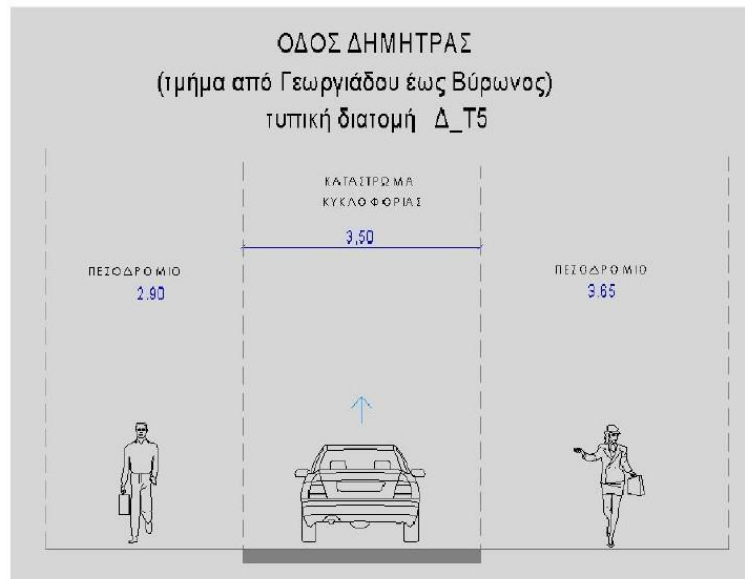 ΟΔΟΣ ΔΗΜΗΤΡΑΣ
(τμήμα από Γεωργιάδου έως Βύρωνος)
τυπική διατομή Δ_Τ5
ΚΑΤΑΣΤΡΩΜΑ
ΚΥΚΛΟΦΟΡΙΑΣ
3,50
ΠΕΖΟΔΡΟΜΙΟ
2.90
ΠΕΖΟΔΡΟΜΙΟ
3.65